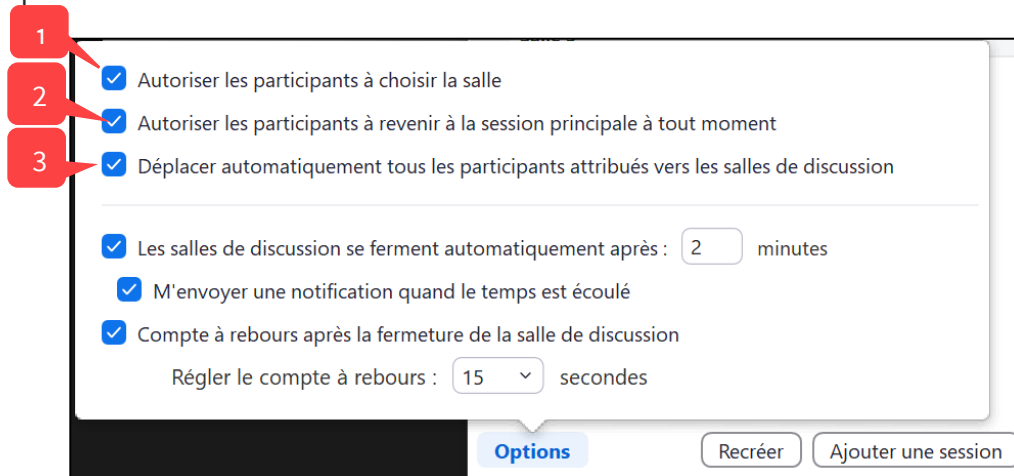 1
Autoriser les participants à choisir la salle
2
Autoriser les participants à revenir à la session principale à tout moment
3
Déplacer automatiquement tous les participants attribués vers les salles de discussion
Les salles de discussion se ferment automatiquement après : 2 minutes
M'envoyer une notification quand le temps est écoulé
Compte à rebours après la fermeture de la salle de discussion
Régler le compte à rebours : 15 secondes
Options Recréer Ajouter une session